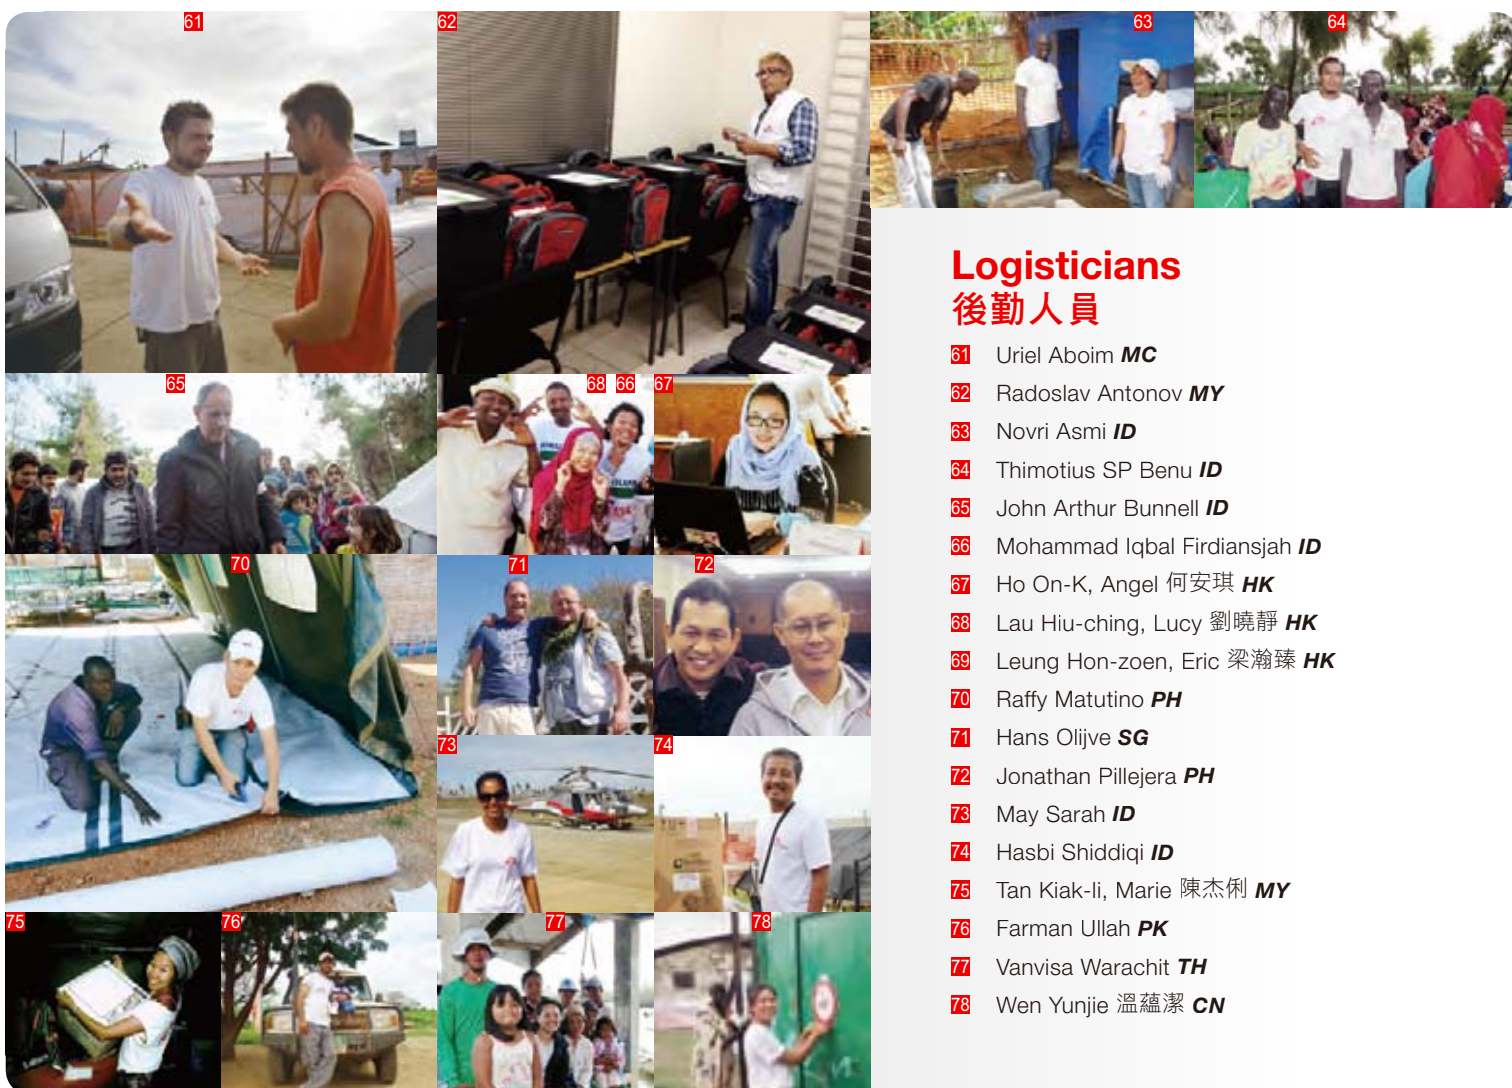 61
62
63
64
65
68 66 67
70
71
72
73
74
75
76
77
78
Logisticians
後勤人員
61 Uriel Aboim MC
62 Radoslav Antonov MY
63 Novri Asmi ID
64 Thimotius SP Benu ID
65 John Arthur Bunnell ID
66 Mohammad Iqbal Firdiansjah ID
67 Ho On-K, Angel 何安琪 HK
68 Lau Hiu-ching, Lucy 劉曉靜 HK
69 Leung Hon-zoen, Eric 梁瀚臻 HK
70 Raffy Matutino PH
71 Hans Olijve SG
72 Jonathan Pillejera PH
73 May Sarah ID
74 Hasbi Shiddiqi ID
75 Tan Kiak-li, Marie 陳杰俐 MY
76 Farman Ullah PK
77 Vanvisa Warachit TH
78 Wen Yunjie 溫蘊潔 CN